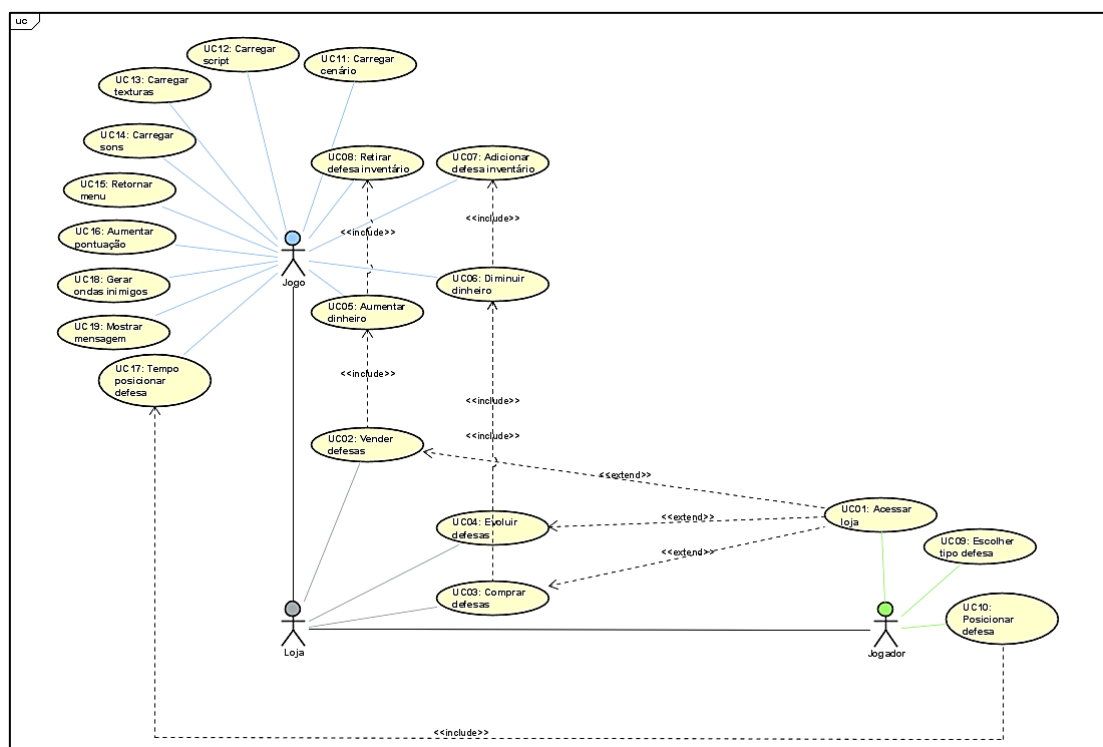 uc
UC12: Carregar
script
UC11: Carregar
cenário
UC13: Carregar
texturas
UC14: Carregar
sons
UC08: Retirar
defesa inventário
UC07: Adicionar
defesa inventário
UC15: Retornar
menu
<<include>>
<<include>>
UC16: Aumentar
pontuação
Jogo
UC18: Gerar
ondas inimigos
UC06: Diminuir
dinheiro
UC05: Aumentar
dinheiro
UC19: Mostrar
mensagem
UC17: Tempo
posicionar
defesa
<<include>>
<<include>>
<<include>>
UC02: Vender
defesas
<<extend>>
UC01: Acessar
loja
<<extend>>
UC04: Evoluir
defesas
UC09: Escolher
tipo defesa
<<extend>>
UC03: Comprar
defesas
UC10:
Posicionar
defesa
Loja
Jogador
<<include>>